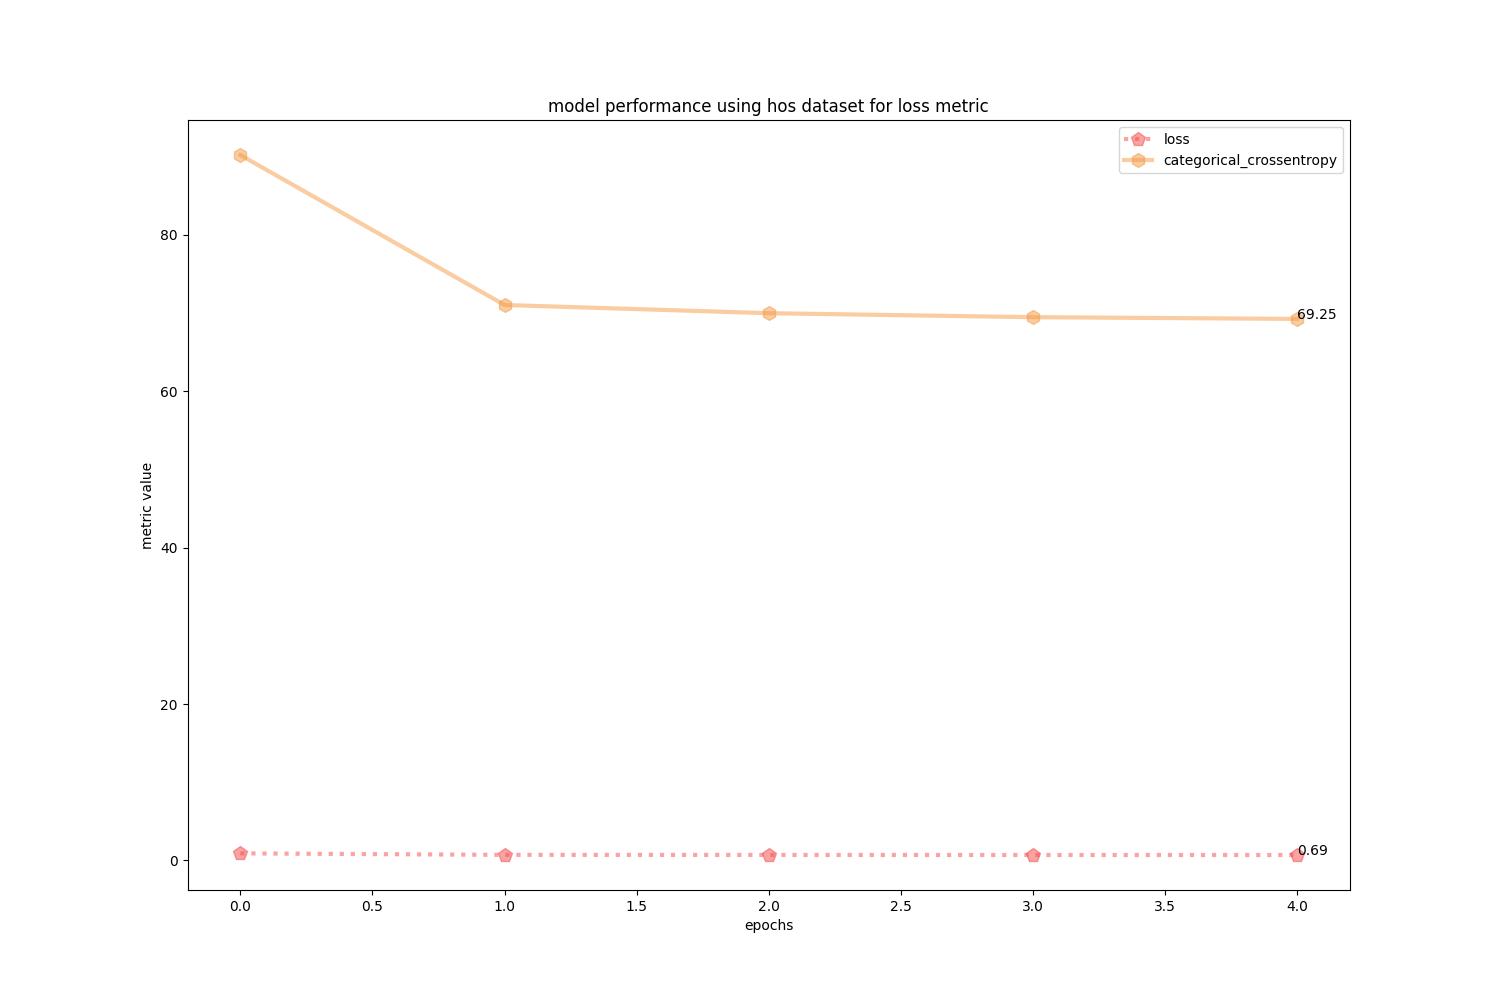 model performance using hos dataset for loss metric
loss
categorical_crossentropy
80
60
40
20
0
metric value
69.25
0.69
0.0 0.5 1.0 1.5 2.0 2.5 3.0 3.5 4.0
epochs